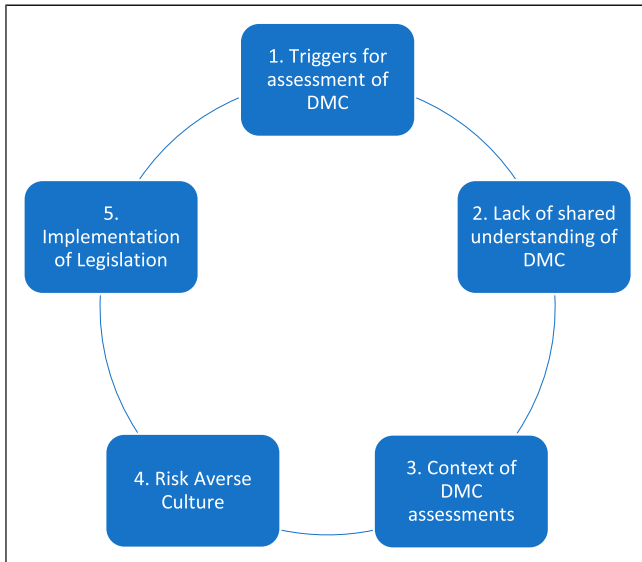 1. Triggers for
assessment of
DMC
2. Lack of shared
understanding of
DMC
3. Context of
DMC
assessments
4. Risk Averse
Culture
5.
Implementation
of Legislation